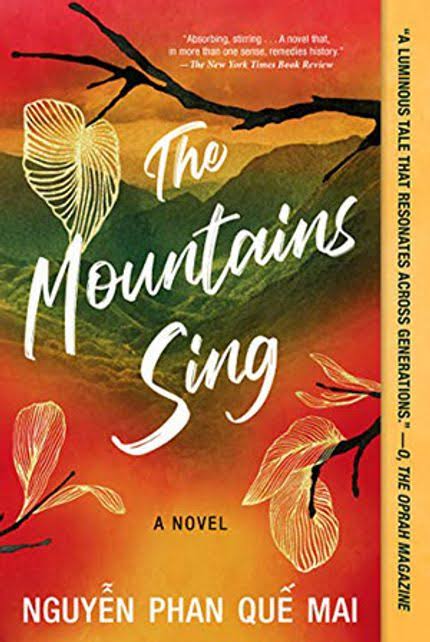 "Absorbing, stirring . . . A novel that,
in more than one sense, remedies history."
—The New York Times Book Review
The
Mountains
Sing
A NOVEL
NGUYỄN PHAN QUẾ MAI
"A LUMINOUS TALE THAT RESONATES ACROSS GENERATIONS." —O, THE OPRAH MAGAZINE